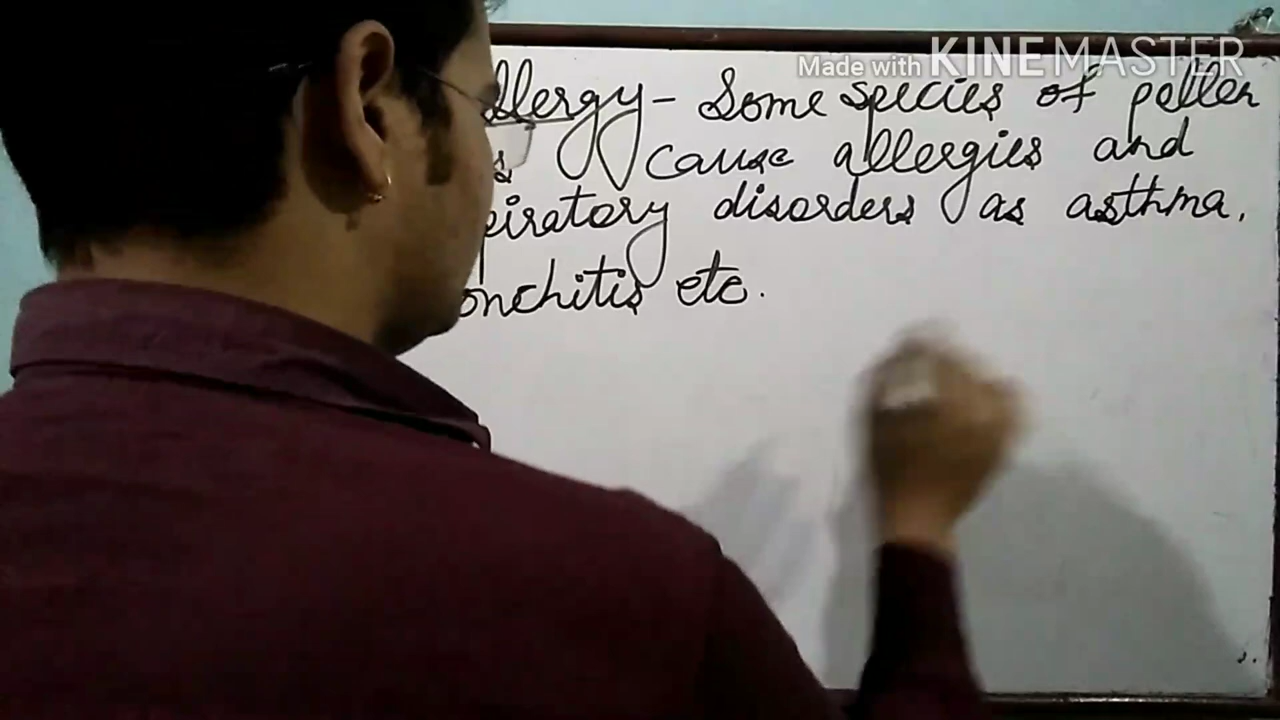 Made with KINEMASTER
llergy - Some species of pollen
s cause allergies and
piratory disorders as asthma,
onchitis etc.